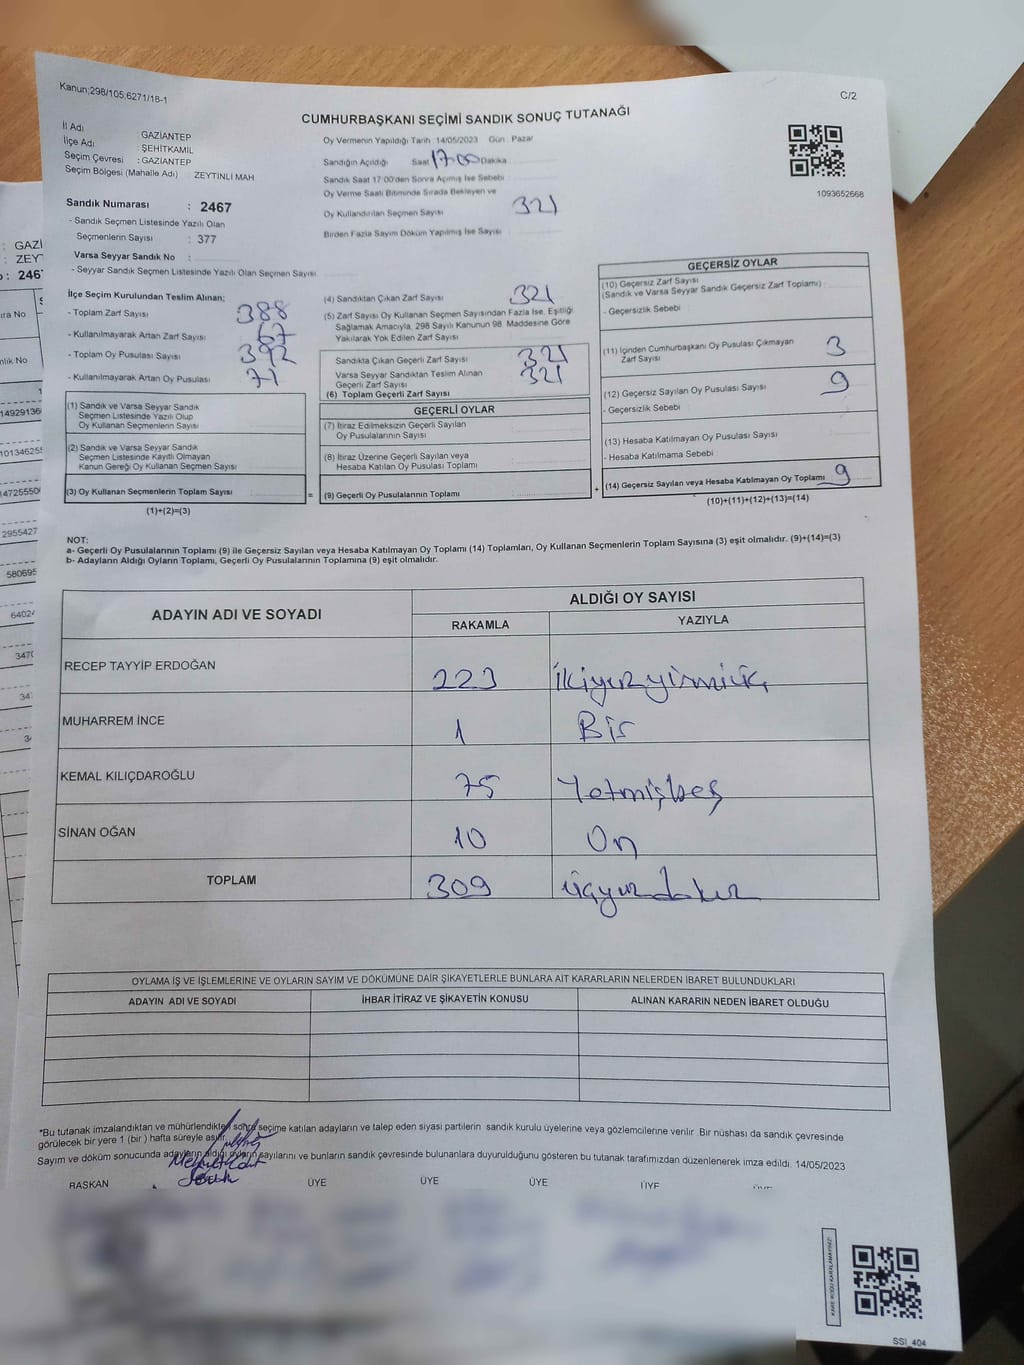 Kanun;298/105,6271/18-1
C/2
CUMHURBAŞKANI SEÇİMİ SANDIK SONUÇ TUTANAĞI
İl Adı : GAZİANTEP
İlçe Adı : ŞEHİTKAMİL
Seçim Çevresi : GAZİANTEP
Seçim Bölgesi (Mahalle Adı) ZEYTİNLİ MAH
Oy Vermenin Yapıldığı Tarih :14/05/2023 Gün : Pazar
Sandığın Açıldığı Saat 17:00 Dakika
Sandık Saat 17:00'den Sonra Açmış İse Sebebi
Oy Verme Saati Bitiminde Sırada Bekleyen ve
Oy Kullandırılan Seçmen Sayısı 321
Birden Fazla Sayım Döküm Yapılmış İse Sayısı
1093652668
Sandık Numarası : 2467
- Sandık Seçmen Listesinde Yazılı Olan
Seçmenlerin Sayısı : 377
Varsa Seyyar Sandık No :
- Seyyar Sandık Seçmen Listesinde Yazılı Olan Seçmen Sayısı
İlçe Seçim Kurulundan Teslim Alınan;
- Toplam Zarf Sayısı 388
- Kullanılmayarak Artan Zarf Sayısı 67
- Toplam Oy Pusulası Sayısı 392
- Kullanılmayarak Artan Oy Pusulası 71
(1) Sandık ve Varsa Seyyar Sandık
Seçmen Listesinde Yazılı Olup
Oy Kullanan Seçmenlerin Sayısı
(2) Sandık ve Varsa Seyyar Sandık
Seçmen Listesinde Kayıtlı Olmayan
Kanun Gereği Oy Kullanan Seçmen Sayısı
(3) Oy Kullanan Seçmenlerin Toplam Sayısı
(1)+(2)=(3)
=
(4) Sandıktan Çıkan Zarf Sayısı 321
(5) Zarf Sayısı Oy Kullanan Seçmen Sayısından Fazla İse, Eşitliği
Sağlamak Amacıyla, 298 Sayılı Kanunun 98. Maddesine Göre
Yakılarak Yok Edilen Zarf Sayısı
Sandıkta Çıkan Geçerli Zarf Sayısı 321
Varsa Seyyar Sandıktan Teslim Alınan
Geçerli Zarf Sayısı 321
(6) Toplam Geçerli Zarf Sayısı
GEÇERLİ OYLAR
(7) İtiraz Edilmeksizin Geçerli Sayılan
Oy Pusulalarının Sayısı
(8) İtiraz Üzerine Geçerli Sayılan veya
Hesaba Katılan Oy Pusulası Toplamı
(9) Geçerli Oy Pusulalarının Toplamı
+
GEÇERSİZ OYLAR
(10) Geçersiz Zarf Sayısı
(Sandık ve Varsa Seyyar Sandık Geçersiz Zarf Toplamı)
- Geçersizlik Sebebi
(11) İçinden Cumhurbaşkanı Oy Pusulası Çıkmayan
Zarf Sayısı 3
(12) Geçersiz Sayılan Oy Pusulası Sayısı 9
- Geçersizlik Sebebi
(13) Hesaba Katılmayan Oy Pusulası Sayısı
- Hesaba Katılmama Sebebi
(14) Geçersiz Sayılan veya Hesaba Katılmayan Oy Toplamı 9
(10)+(11)+(12)+(13)=(14)
NOT:
a- Geçerli Oy Pusulalarının Toplamı (9) ile Geçersiz Sayılan veya Hesaba Katılmayan Oy Toplamı (14) Toplamları, Oy Kullanan Seçmenlerin Toplam Sayısına (3) eşit olmalıdır. (9)+(14)=(3)
b- Adayların Aldığı Oyların Toplamı, Geçerli Oy Pusulalarının Toplamına (9) eşit olmalıdır.
ADAYIN ADI VE SOYADI
ALDIĞI OY SAYISI
RAKAMLA YAZIYLA
RECEP TAYYİP ERDOĞAN 223 ikiyüzyirmiüç
MUHARREM İNCE 1 Bir
KEMAL KILIÇDAROĞLU 75 Yetmişbeş
SİNAN OĞAN 10 On
TOPLAM 309 üçyüzdokuz
OYLAMA İŞ VE İŞLEMLERİNE VE OYLARIN SAYIM VE DÖKÜMÜNE DAİR ŞİKAYETLERLE BUNLARA AİT KARARLARIN NELERDEN İBARET BULUNDUKLARI
ADAYIN ADI VE SOYADI İHBAR İTİRAZ VE ŞİKAYETİN KONUSU ALINAN KARARIN NEDEN İBARET OLDUĞU
*Bu tutanak imzalandıktan ve mühürlendikten sonra seçime katılan adayların ve talep eden siyasi partilerin sandık kurulu üyelerine veya gözlemcilerine verilir. Bir nüshası da sandık çevresinde
görülecek bir yere 1 (bir ) hafta süreyle asılır.
Sayım ve döküm sonucunda adayların aldığı oyların sayılarını ve bunların sandık çevresinde bulunanlara duyurulduğunu gösteren bu tutanak tarafımızdan düzenlenerek imza edildi. 14/05/2023
BAŞKAN ÜYE ÜYE ÜYE ÜYE
SSİ_404
: GAZİ
: ZEY
: 246
ıra No
nlik No
14929136
10134625
147255506
2955427
580695
64024
3470
34
3